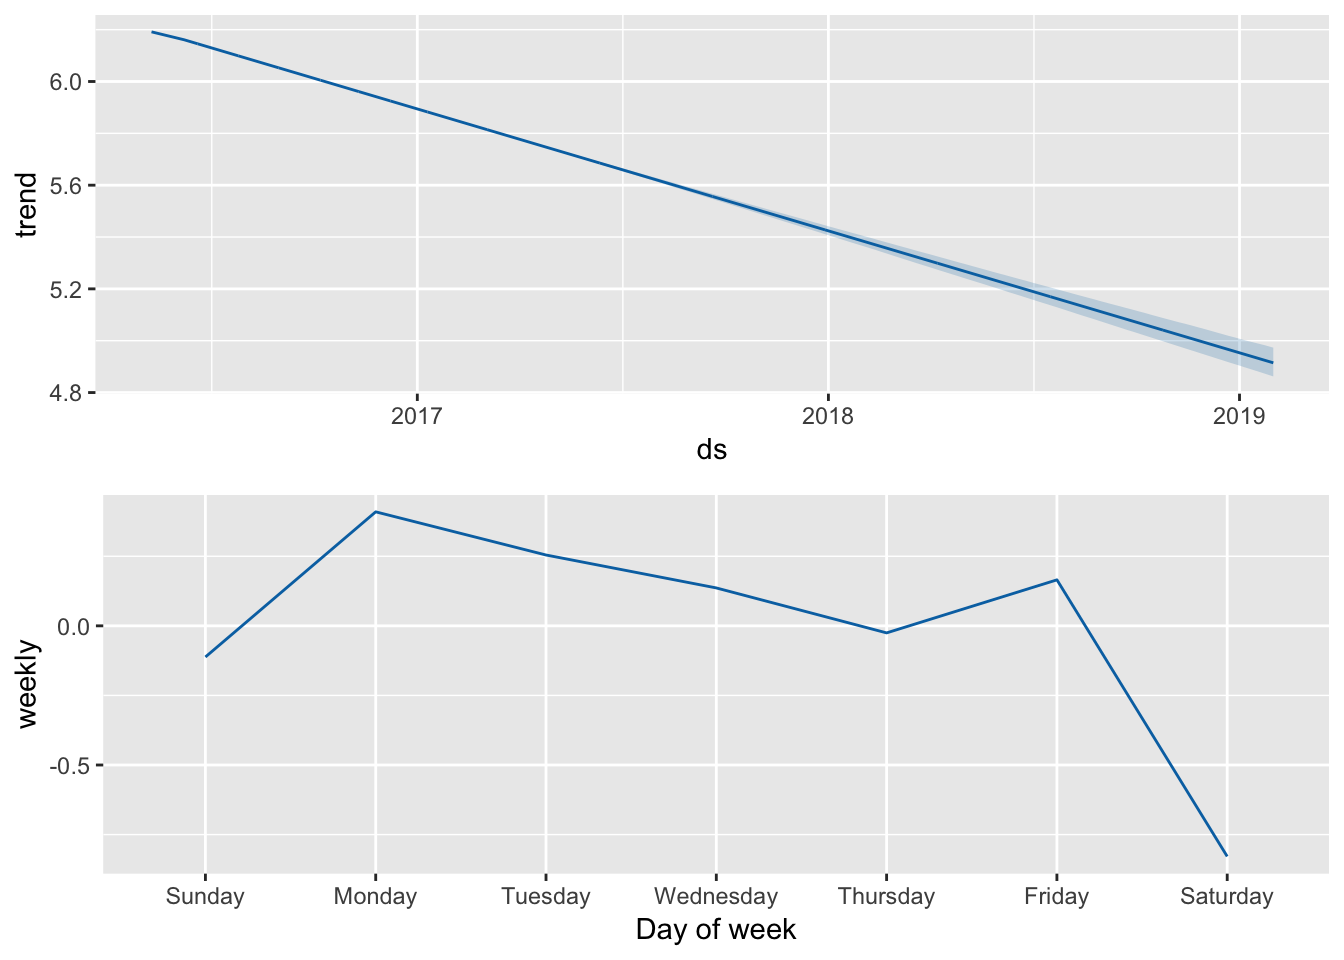 trend
6.0
5.6
5.2
4.8
2017 2018 2019
ds
weekly
0.0
-0.5
Sunday Monday Tuesday Wednesday Thursday Friday Saturday
Day of week